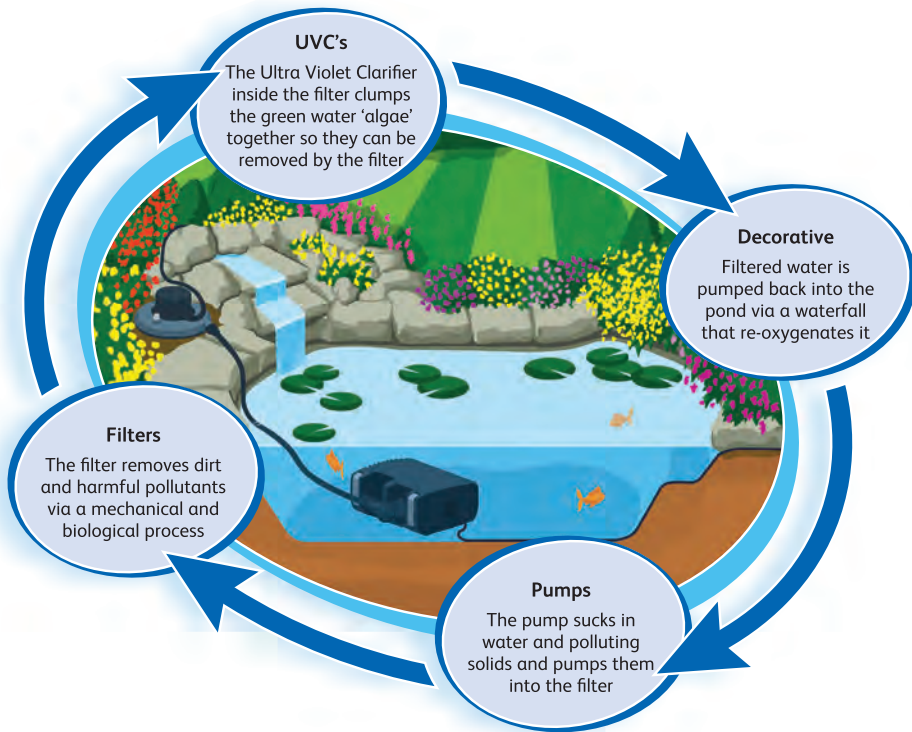 UVC’s
The Ultra Violet Clarifier
inside the filter clumps
the green water ‘algae’
together so they can be
removed by the filter
Decorative
Filtered water is
pumped back into the
pond via a waterfall
that re-oxygenates it
Pumps
The pump sucks in
water and polluting
solids and pumps them
into the filter
Filters
The filter removes dirt
and harmful pollutants
via a mechanical and
biological process